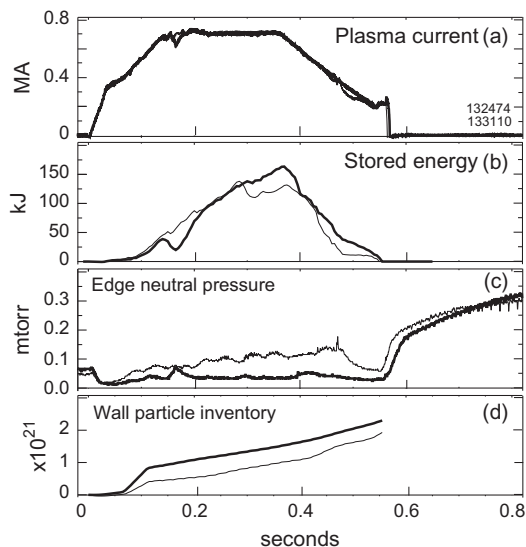 0.8
Plasma current (a)
MA
0.4
132474
133110
0
150
Stored energy (b)
kJ
100
50
0
Edge neutral pressure
(c)
0.3
mtorr
0.2
0.1
0.0
Wall particle inventory
(d)
x10²¹
2
1
0
0 0.2 0.4 0.6 0.8
seconds